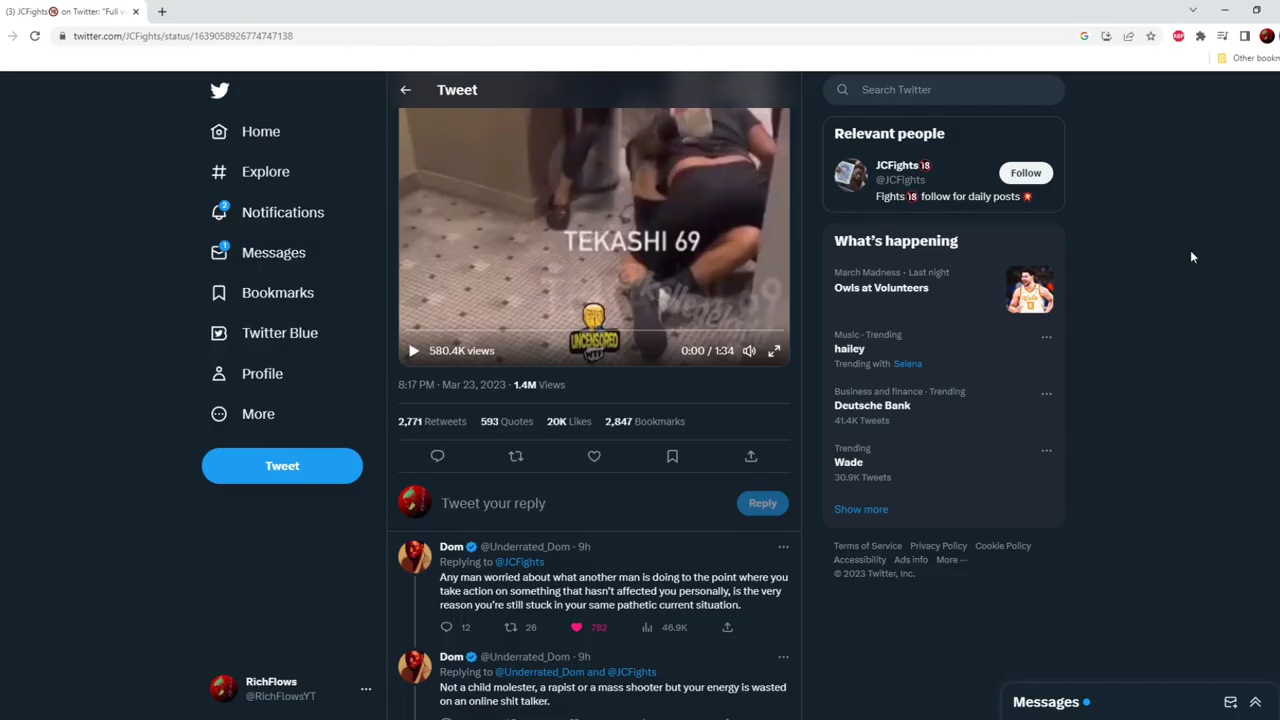 (3) JCFights🔞 on Twitter: "Full v
twitter.com/JCFights/status/1639058926774747138
Other bookm
Home
Explore
2
Notifications
1
Messages
Bookmarks
Twitter Blue
Profile
More
Tweet
RichFlows
@RichFlowsYT
Tweet
TEKASHI 69
UNCENSORED
580.4K views
0:00 / 1:34
8:17 PM · Mar 23, 2023 · 1.4M Views
2,771 Retweets 593 Quotes 20K Likes 2,847 Bookmarks
Tweet your reply
Reply
Dom @Underrated_Dom · 9h
Replying to @JCFights
Any man worried about what another man is doing to the point where you
take action on something that hasn't affected you personally, is the very
reason you're still stuck in your same pathetic current situation.
12 26 782 46.9K
Dom @Underrated_Dom · 9h
Replying to @Underrated_Dom and @JCFights
Not a child molester, a rapist or a mass shooter but your energy is wasted
on an online shit talker.
Search Twitter
Relevant people
JCFights🔞
@JCFights
Follow
Fights🔞 follow for daily posts 💥
What's happening
March Madness · Last night
Owls at Volunteers
Music · Trending
hailey
Trending with Selena
Business and finance · Trending
Deutsche Bank
41.4K Tweets
Trending
Wade
30.9K Tweets
Show more
Terms of Service Privacy Policy Cookie Policy
Accessibility Ads info More ···
© 2023 Twitter, Inc.
Messages